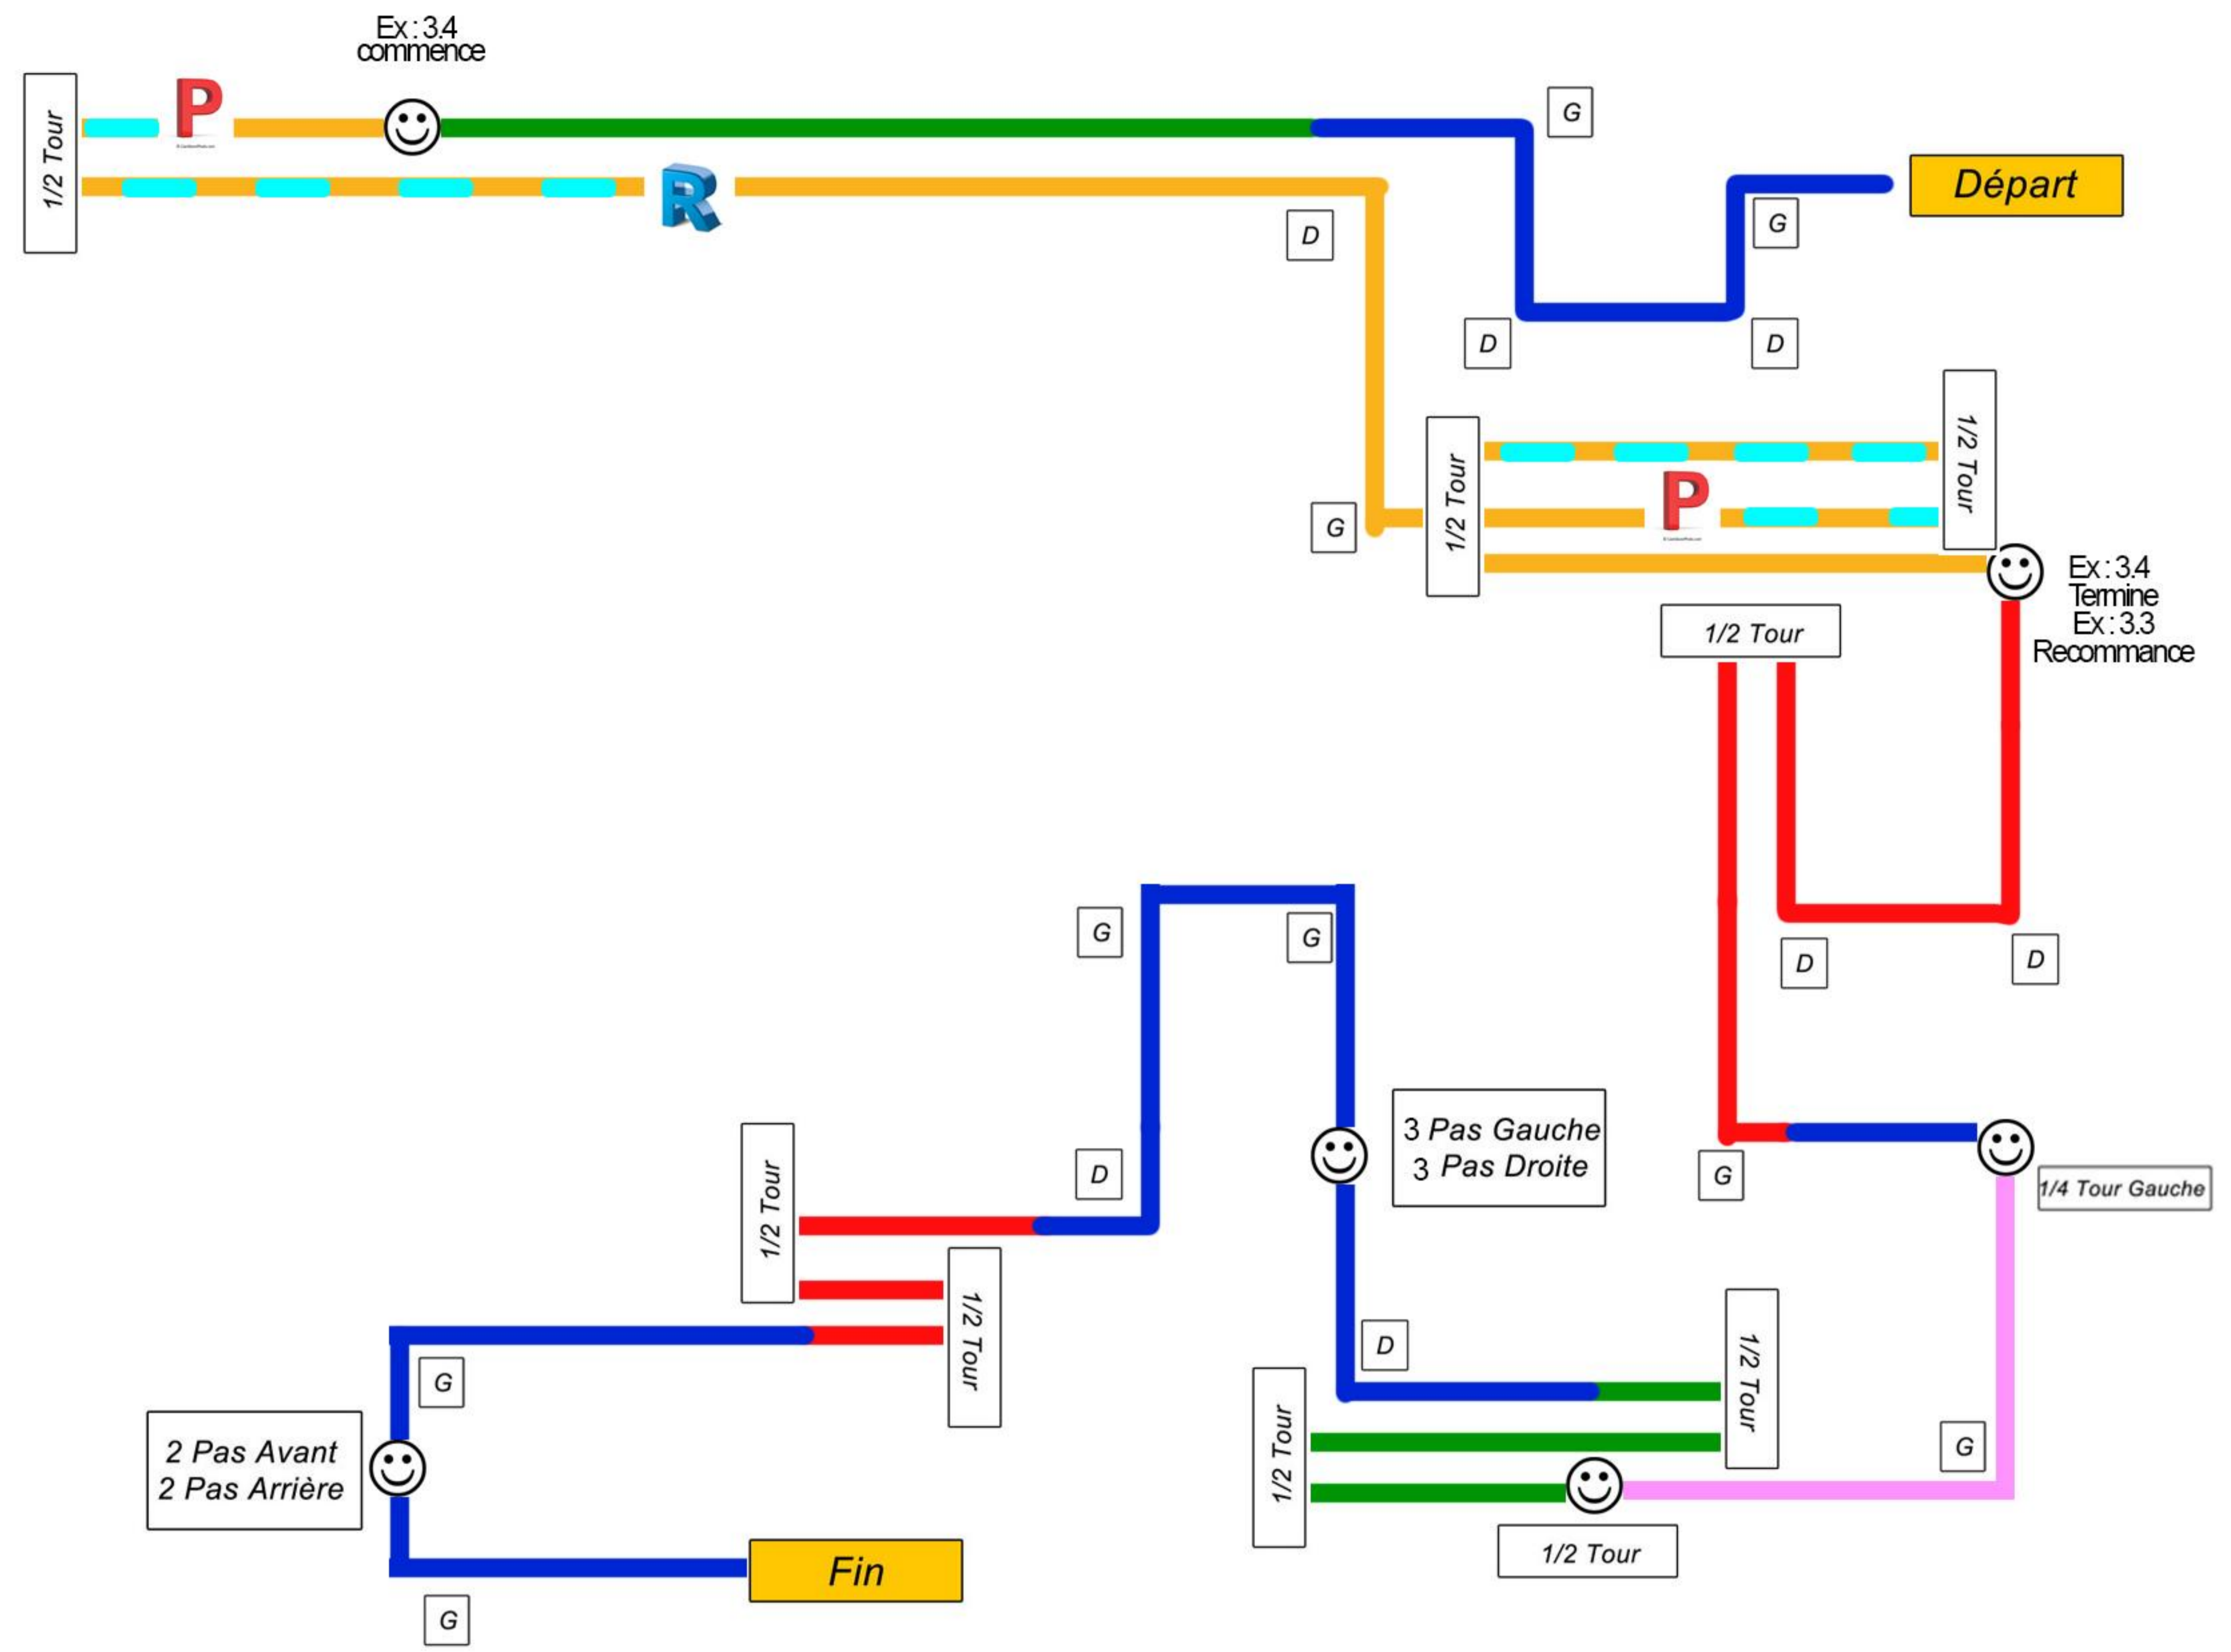 Ex : 3.4
commence
P
1/2 Tour
G
Départ
R
G
D
D
D
1/2 Tour
1/2 Tour
P
G
Ex : 3.4
Termine
Ex : 3.3
Recommance
1/2 Tour
G
G
D
D
3 Pas Gauche
3 Pas Droite
1/2 Tour
D
G
1/4 Tour Gauche
1/2 Tour
D
1/2 Tour
G
1/2 Tour
2 Pas Avant
2 Pas Arrière
G
1/2 Tour
Fin
G